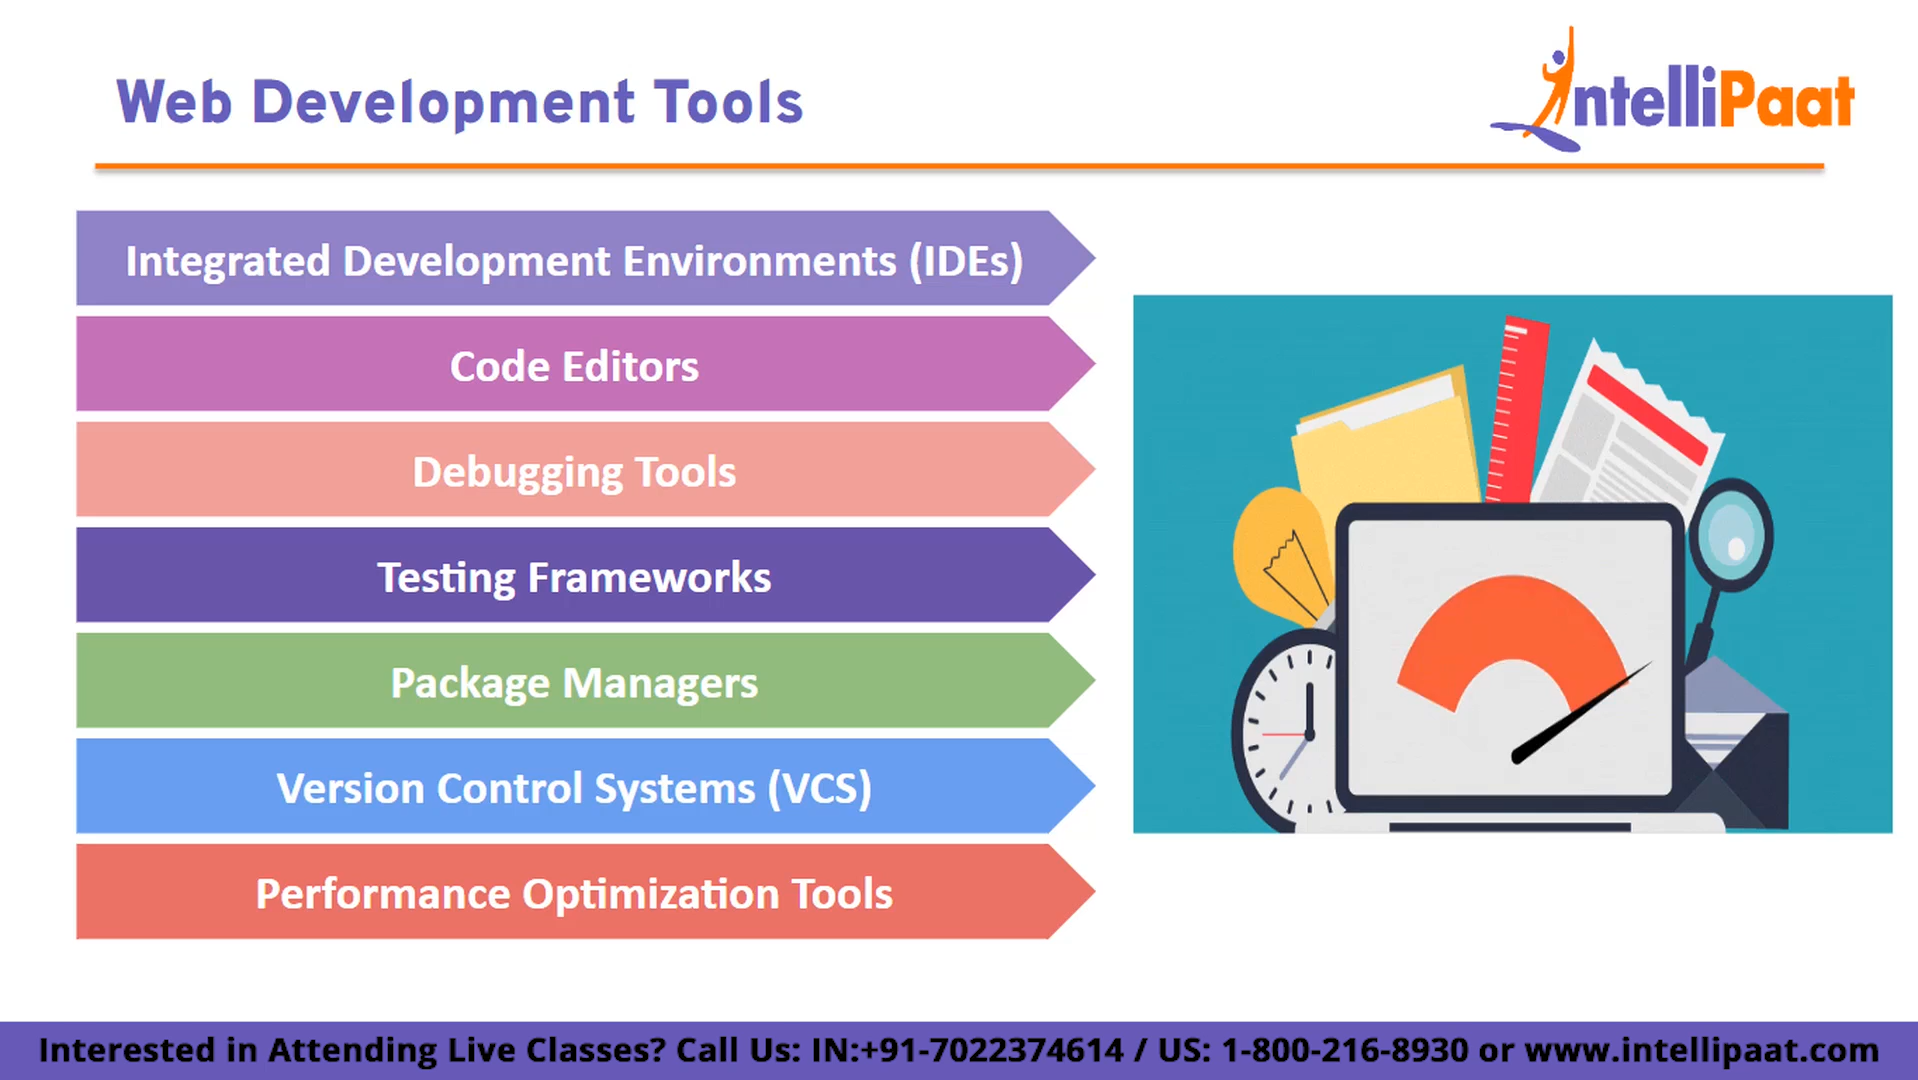 Web Development Tools
IntelliPaat
Integrated Development Environments (IDEs)
Code Editors
Debugging Tools
Testing Frameworks
Package Managers
Version Control Systems (VCS)
Performance Optimization Tools
Interested in Attending Live Classes? Call Us: IN:+91-7022374614 / US: 1-800-216-8930 or www.intellipaat.com